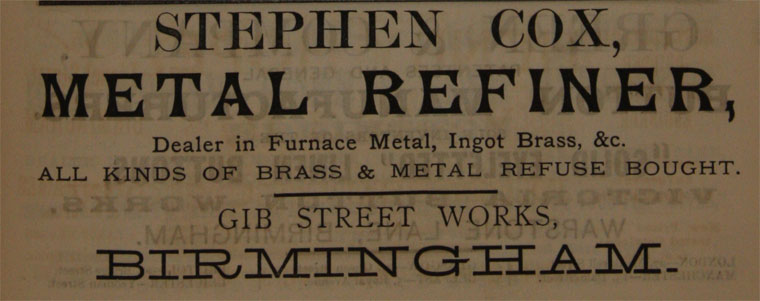 STEPHEN COX,
METAL REFINER,
Dealer in Furnace Metal, Ingot Brass, &c.
ALL KINDS OF BRASS & METAL REFUSE BOUGHT.
GIB STREET WORKS,
BIRMINGHAM.